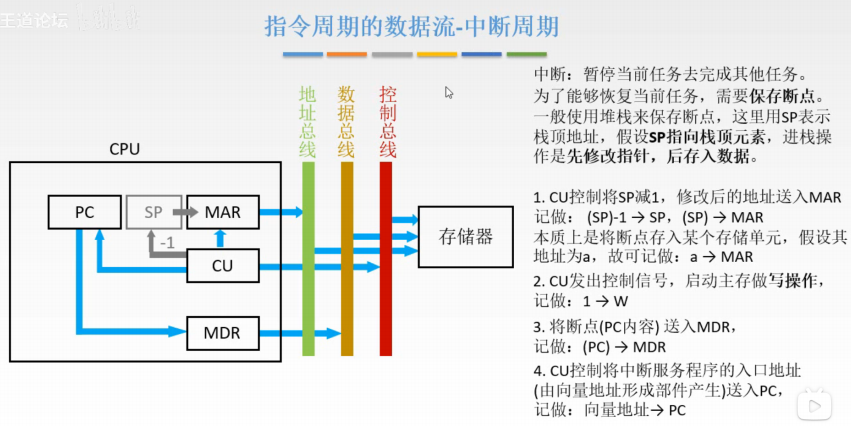 王道论坛
指令周期的数据流-中断周期
地址总线
数据总线
控制总线
CPU
PC
SP
MAR
-1
CU
MDR
存储器
中断：暂停当前任务去完成其他任务。
为了能够恢复当前任务，需要保存断点。
一般使用堆栈来保存断点，这里用SP表示
栈顶地址，假设SP指向栈顶元素，进栈操
作是先修改指针，后存入数据。
1. CU控制将SP减1，修改后的地址送入MAR
记做： (SP)-1 → SP，(SP) → MAR
本质上是将断点存入某个存储单元，假设其
地址为a，故可记做：a → MAR
2. CU发出控制信号，启动主存做写操作，
记做：1 → W
3. 将断点(PC内容) 送入MDR，
记做：(PC) → MDR
4. CU控制将中断服务程序的入口地址
(由向量地址形成部件产生)送入PC，
记做：向量地址→ PC